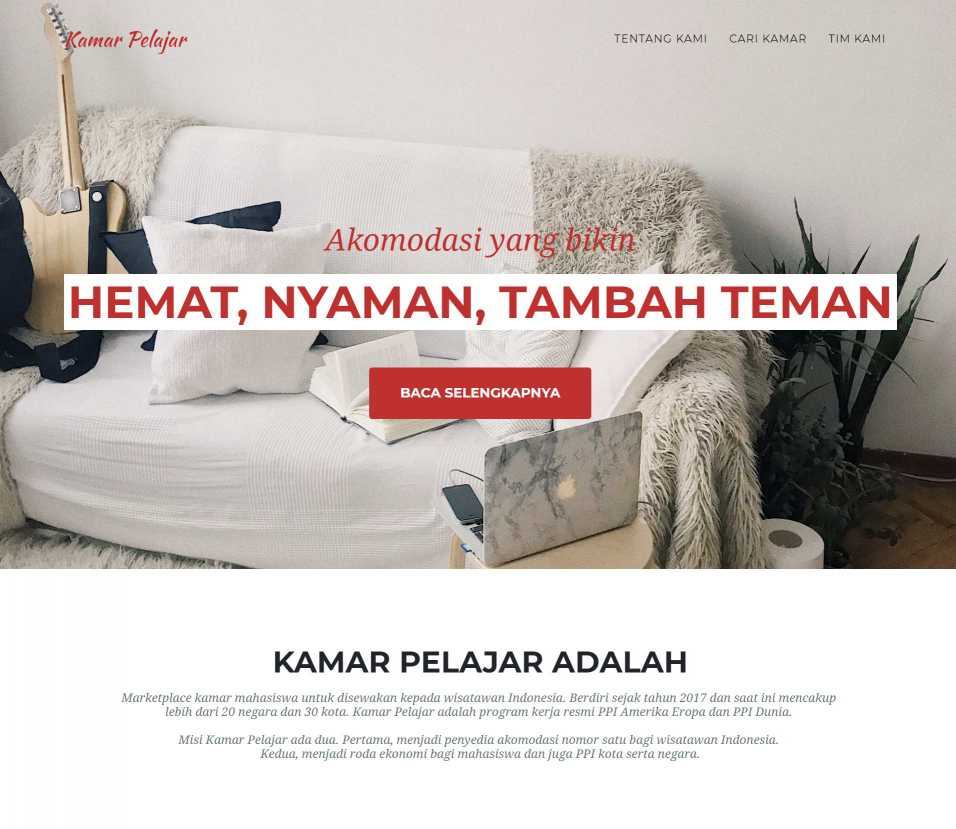 Kamar Pelajar
TENTANG KAMI CARI KAMAR TIM KAMI
Akomodasi yang bikin
HEMAT, NYAMAN, TAMBAH TEMAN
BACA SELENGKAPNYA
KAMAR PELAJAR ADALAH
Marketplace kamar mahasiswa untuk disewakan kepada wisatawan Indonesia. Berdiri sejak tahun 2017 dan saat ini mencakup
lebih dari 20 negara dan 30 kota. Kamar Pelajar adalah program kerja resmi PPI Amerika Eropa dan PPI Dunia.
Misi Kamar Pelajar ada dua. Pertama, menjadi penyedia akomodasi nomor satu bagi wisatawan Indonesia.
Kedua, menjadi roda ekonomi bagi mahasiswa dan juga PPI kota serta negara.